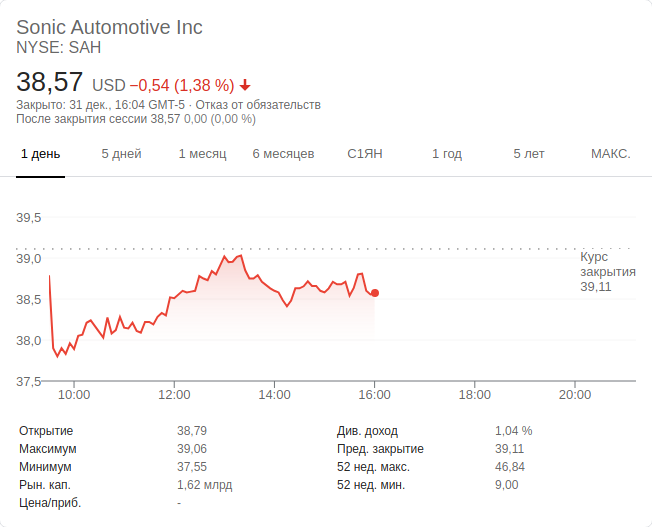 Sonic Automotive Inc
NYSE: SAH
38,57 USD −0,54 (1,38 %)
Закрыто: 31 дек., 16:04 GMT-5 · Отказ от обязательств
После закрытия сессии 38,57 0,00 (0,00 %)
1 день 5 дней 1 месяц 6 месяцев С1ЯН 1 год 5 лет МАКС.
39,5
39,0
38,5
38,0
37,5
Курс
закрытия
39,11
10:00 12:00 14:00 16:00 18:00 20:00
Открытие 38,79 Див. доход 1,04 %
Максимум 39,06 Пред. закрытие 39,11
Минимум 37,55 52 нед. макс. 46,84
Рын. кап. 1,62 млрд 52 нед. мин. 9,00
Цена/приб. -